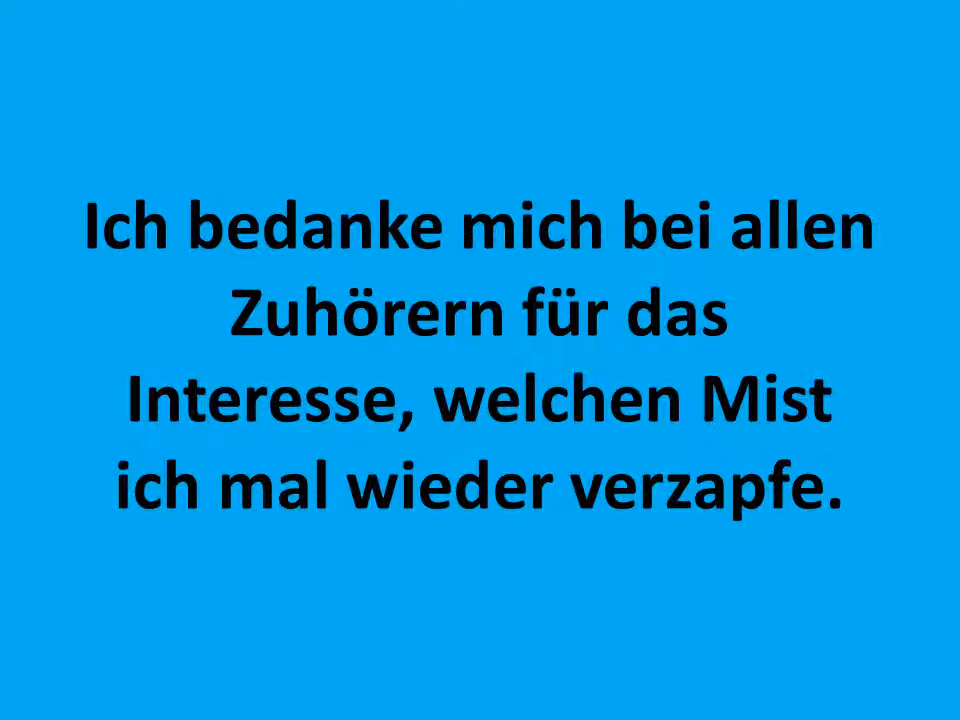 Ich bedanke mich bei allen
Zuhörern für das
Interesse, welchen Mist
ich mal wieder verzapfe.